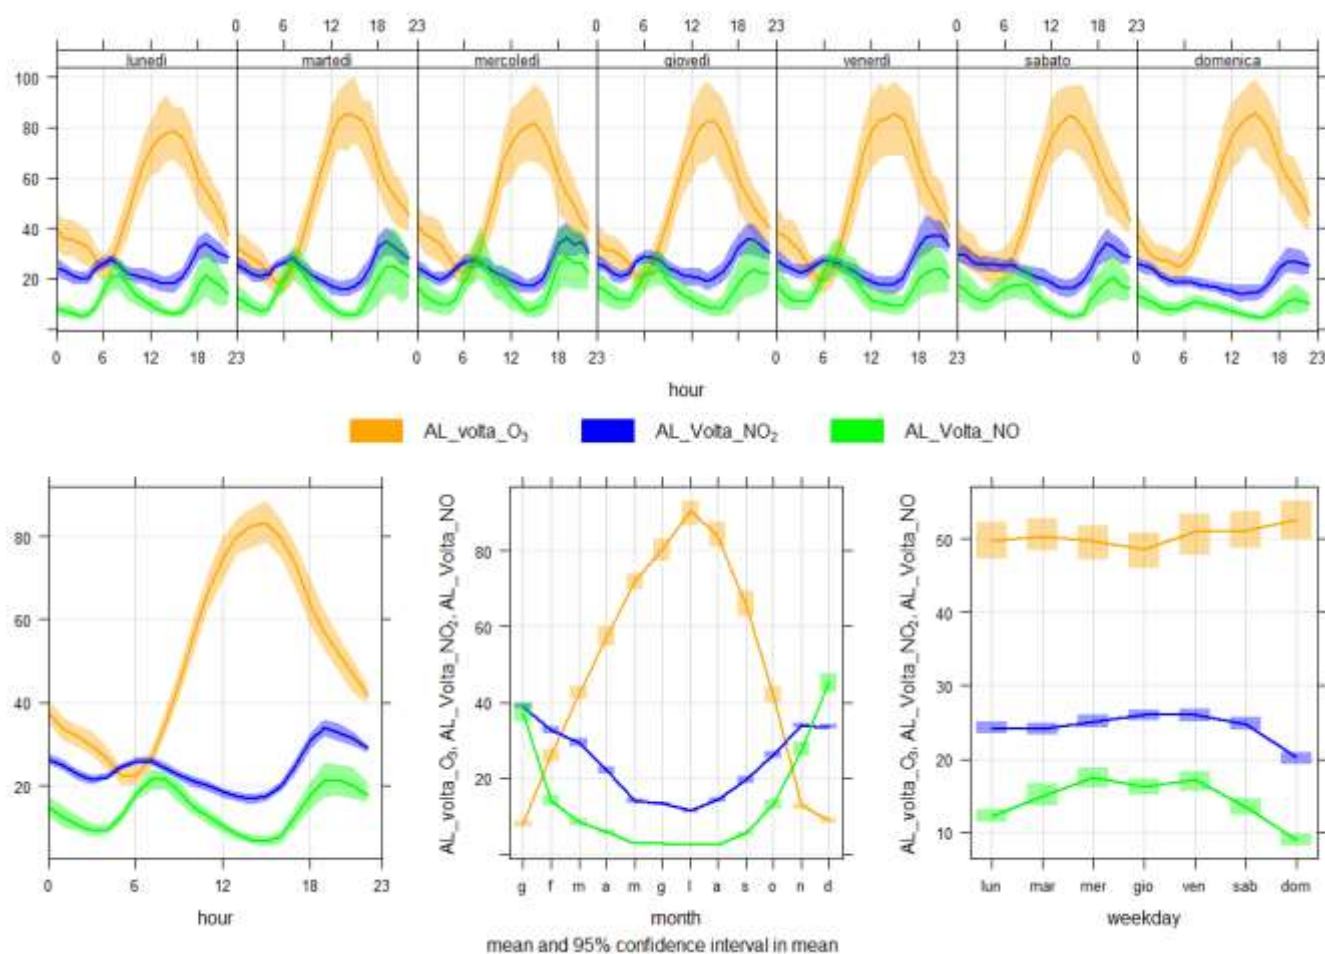 0 6 12 18 23 0 6 12 18 23 0 6 12 18 23
lunedì martedì mercoledì giovedì venerdì sabato domenica
100
80
60
40
20
0 6 12 18 23 0 6 12 18 23 0 6 12 18 23 0 6 12 18 23
hour
AL_volta_O₃ AL_Volta_NO₂ AL_Volta_NO
80
60
40
20
0 6 12 18 23
hour
AL_volta_O₃, AL_Volta_NO₂, AL_Volta_NO
80
60
40
20
g f m a m g l a s o n d
month
AL_volta_O₃, AL_Volta_NO₂, AL_Volta_NO
50
40
30
20
10
lun mar mer gio ven sab dom
weekday
mean and 95% confidence interval in mean